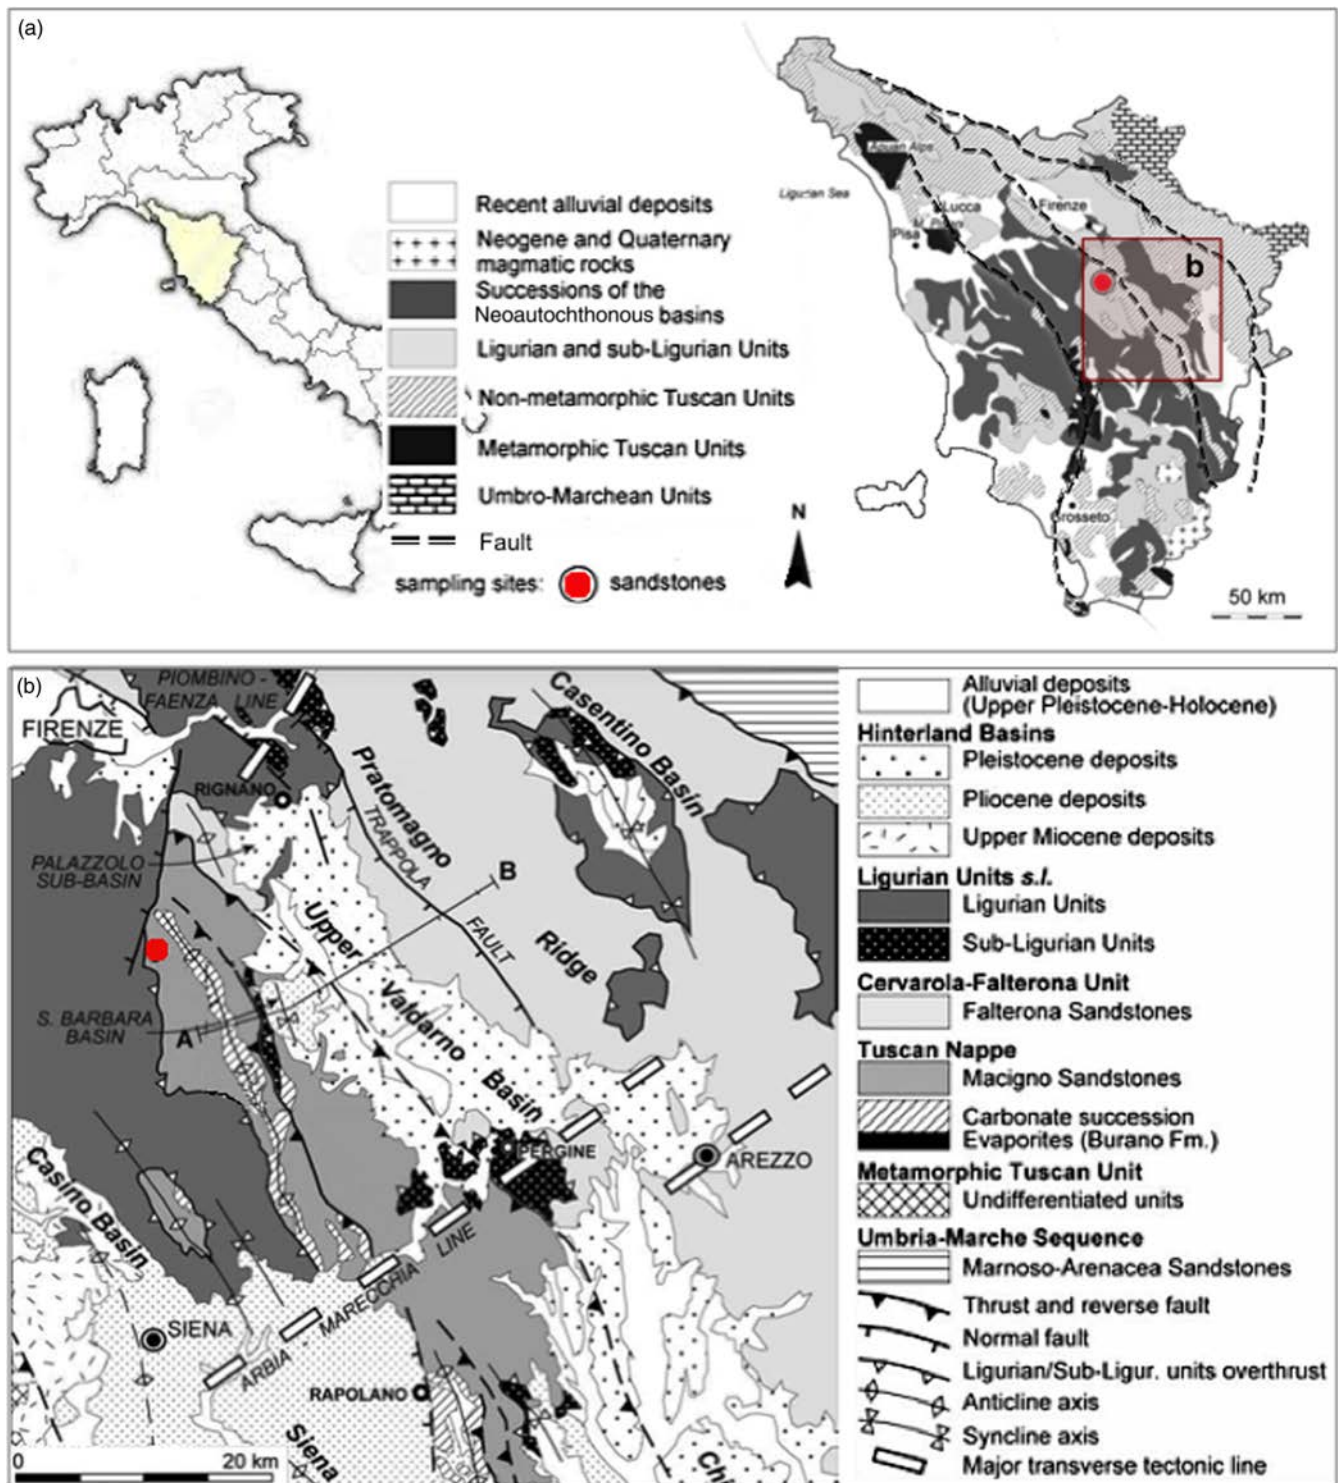 (a)
Recent alluvial deposits
Neogene and Quaternary
magmatic rocks
Successions of the
Neoautochthonous basins
Ligurian and sub-Ligurian Units
Non-metamorphic Tuscan Units
Metamorphic Tuscan Units
Umbro-Marchean Units
Fault
sampling sites: sandstones
Apuan Alps
Ligurian Sea
Lucca
Firenze
Pisa
b
Grosseto
N
50 km
(b)
PIOMBINO -
FAENZA LINE
FIRENZE
RIGNANO
PALAZZOLO
SUB-BASIN
Pratomagno
TRAPPOLA
FAULT
Casentino Basin
B
Ridge
Upper
Valdarno
Basin
S. BARBARA
BASIN
A
PERGINE
AREZZO
Casino Basin
SIENA
ARBIA
MARECCHIA
LINE
RAPOLANO
Siena
Chi
0 20 km
Alluvial deposits
(Upper Pleistocene-Holocene)
Hinterland Basins
Pleistocene deposits
Pliocene deposits
Upper Miocene deposits
Ligurian Units s.l.
Ligurian Units
Sub-Ligurian Units
Cervarola-Falterona Unit
Falterona Sandstones
Tuscan Nappe
Macigno Sandstones
Carbonate succession
Evaporites (Burano Fm.)
Metamorphic Tuscan Unit
Undifferentiated units
Umbria-Marche Sequence
Marnoso-Arenacea Sandstones
Thrust and reverse fault
Normal fault
Ligurian/Sub-Ligur. units overthrust
Anticline axis
Syncline axis
Major transverse tectonic line